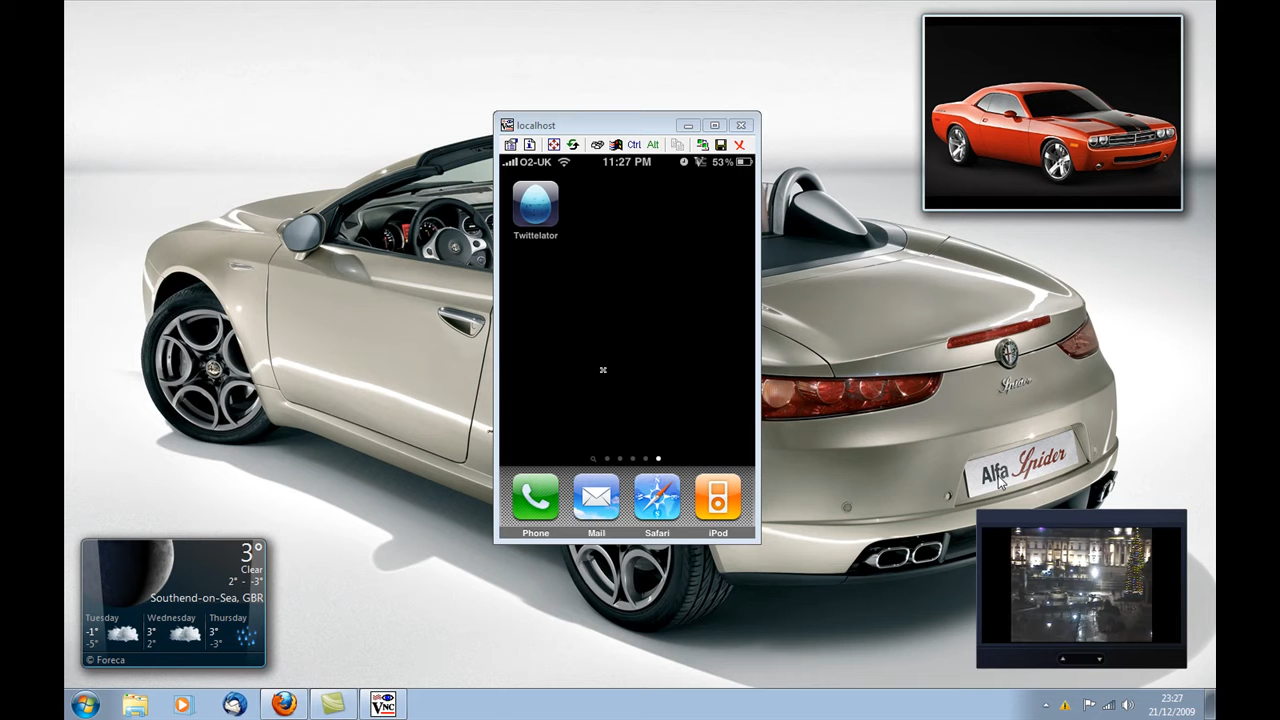 localhost
Ctrl Alt
O2-UK 11:27 PM 53%
Twittelator
Phone Mail Safari iPod
Spider
Alfa Spider
3°
Clear
2° - -3°
Southend-on-Sea, GBR
Tuesday Wednesday Thursday
-1° 3° 3°
-5° 2° -3°
© Foreca
VNC
23:27
21/12/2009